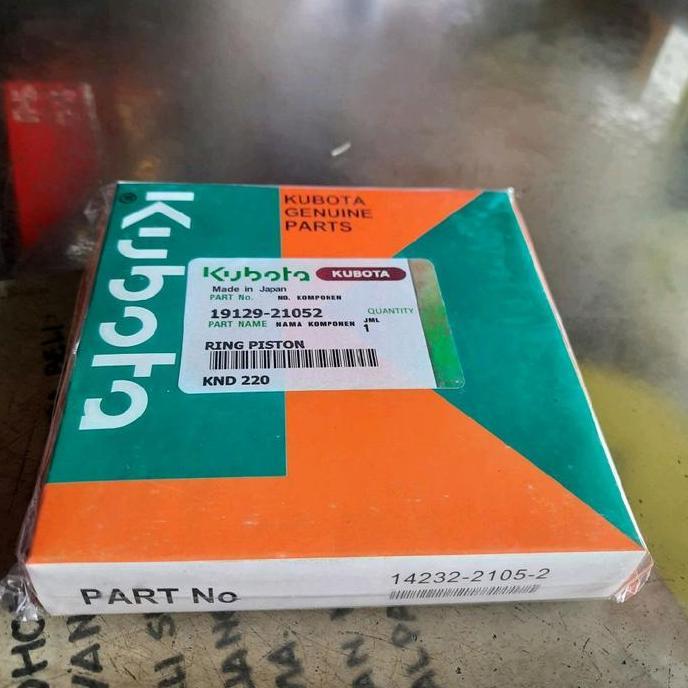 Kubota
KUBOTA
GENUINE
PARTS
Kubota KUBOTA
Made in Japan
PART No. NO. KOMPONEN
19129-21052 QUANTITY
PART NAME NAMA KOMPONEN JML
1
RING PISTON
KND 220
PART No 14232-2105-2